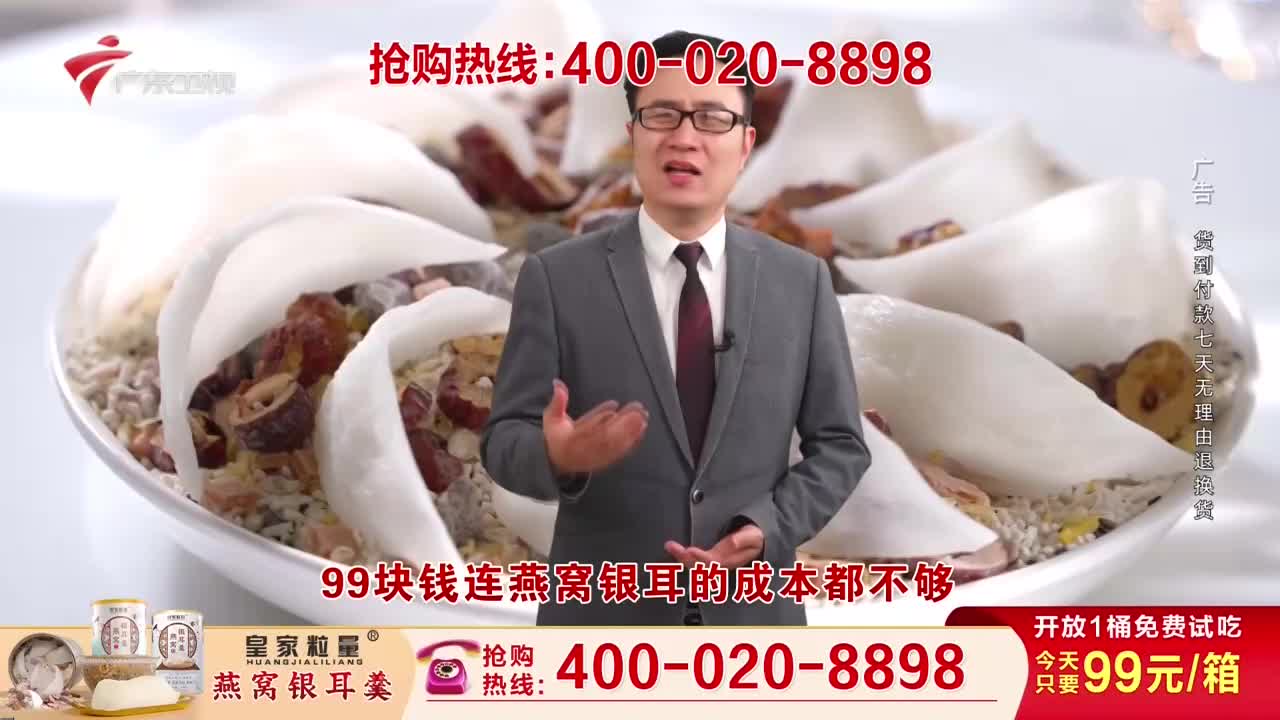 抢购热线:400-020-8898
广东卫视
广告 货到付款七天无理由退换货
99块钱连燕窝银耳的成本都不够
皇家粒量®
HUANGJIALILIANG
燕窝银耳羹
抢购热线:
400-020-8898
开放1桶免费试吃
今天只要99元/箱